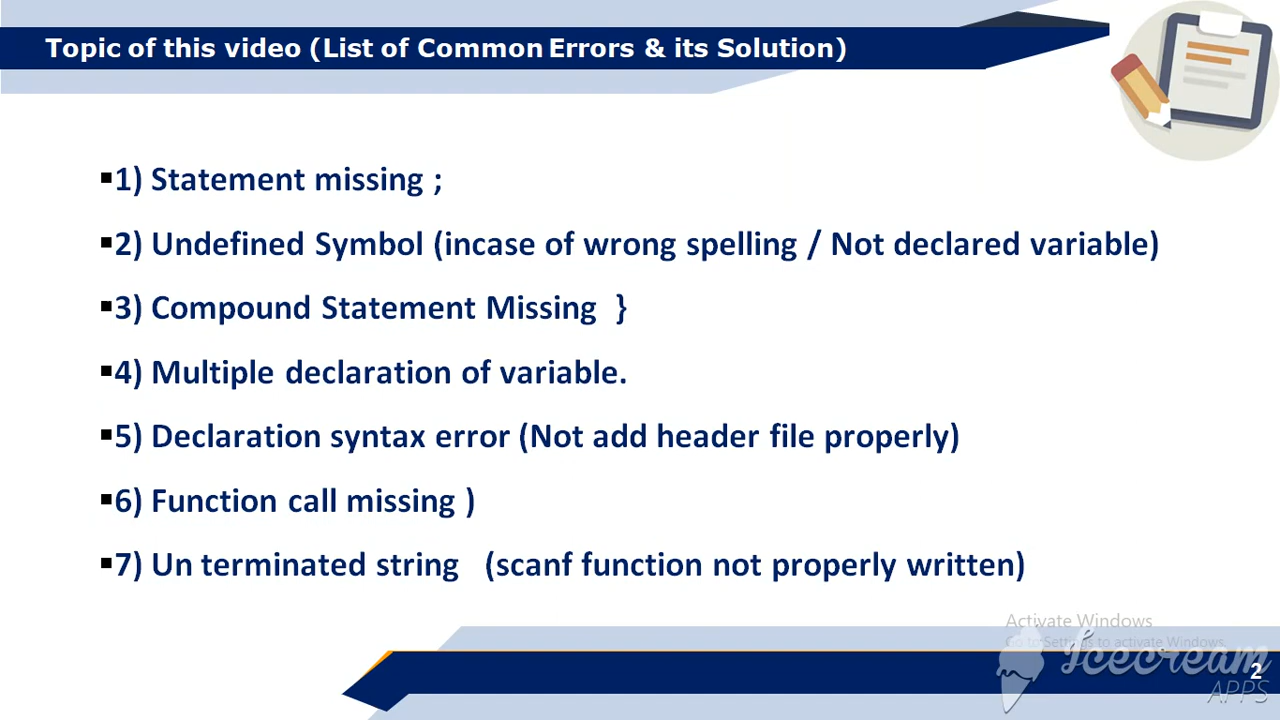 Topic of this video (List of Common Errors & its Solution)
1) Statement missing ;
2) Undefined Symbol (incase of wrong spelling / Not declared variable)
3) Compound Statement Missing }
4) Multiple declaration of variable.
5) Declaration syntax error (Not add header file properly)
6) Function call missing )
7) Un terminated string (scanf function not properly written)
Activate Windows
Go to Settings to activate Windows.
Icecream
APPS
2